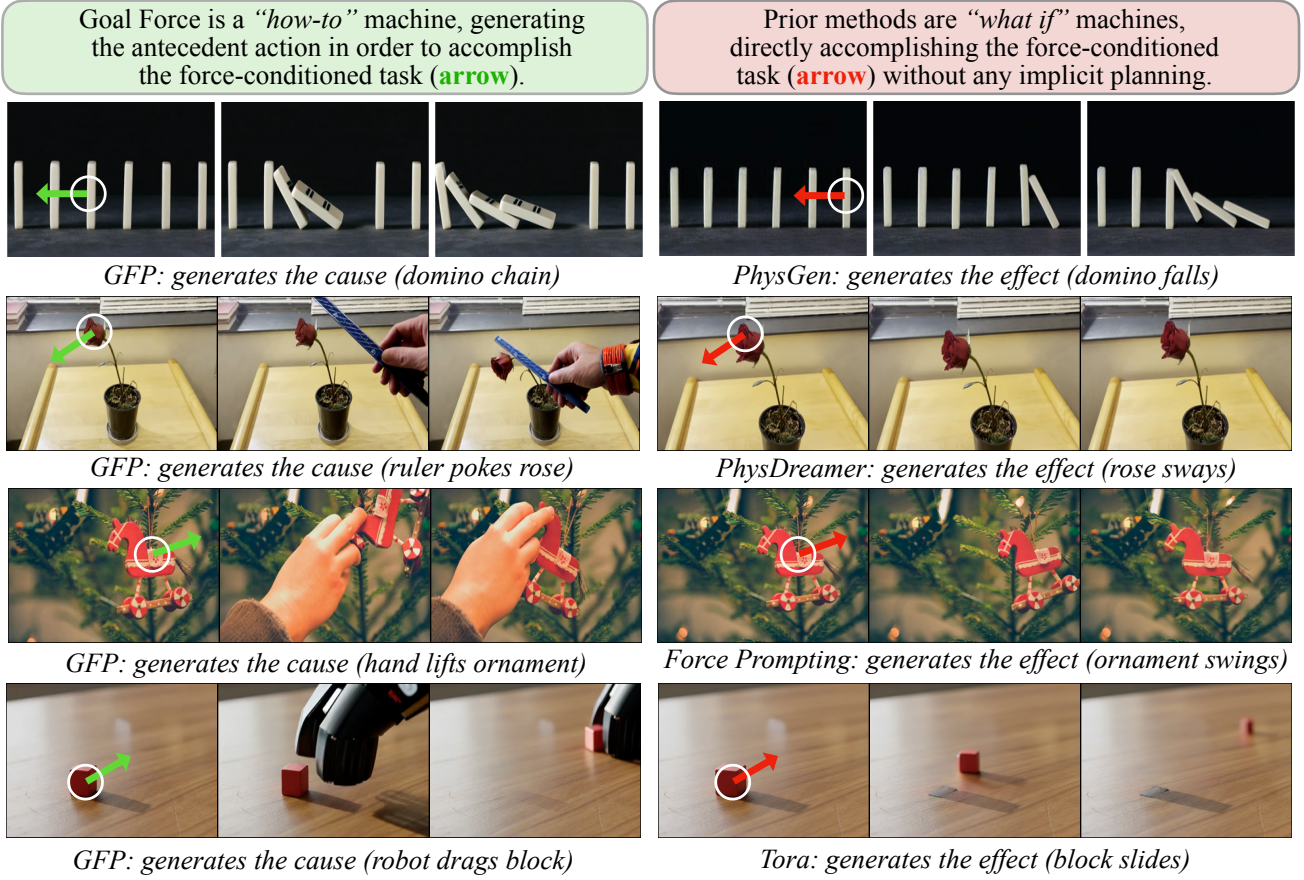 Goal Force is a “how-to” machine, generating
the antecedent action in order to accomplish
the force-conditioned task (arrow).
Prior methods are “what if” machines,
directly accomplishing the force-conditioned
task (arrow) without any implicit planning.
GFP: generates the cause (domino chain)
PhysGen: generates the effect (domino falls)
GFP: generates the cause (ruler pokes rose)
PhysDreamer: generates the effect (rose sways)
GFP: generates the cause (hand lifts ornament)
Force Prompting: generates the effect (ornament swings)
GFP: generates the cause (robot drags block)
Tora: generates the effect (block slides)